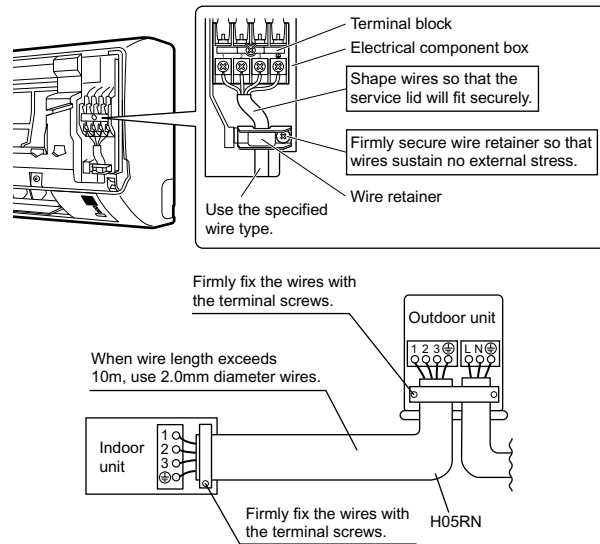 Terminal block
Electrical component box
Shape wires so that the
service lid will fit securely.
Firmly secure wire retainer so that
wires sustain no external stress.
Wire retainer
Use the specified
wire type.
Firmly fix the wires with
the terminal screws.
Outdoor unit
1 2 3
L N
When wire length exceeds
10m, use 2.0mm diameter wires.
Indoor
unit
1
2
3
Firmly fix the wires with
the terminal screws.
H05RN